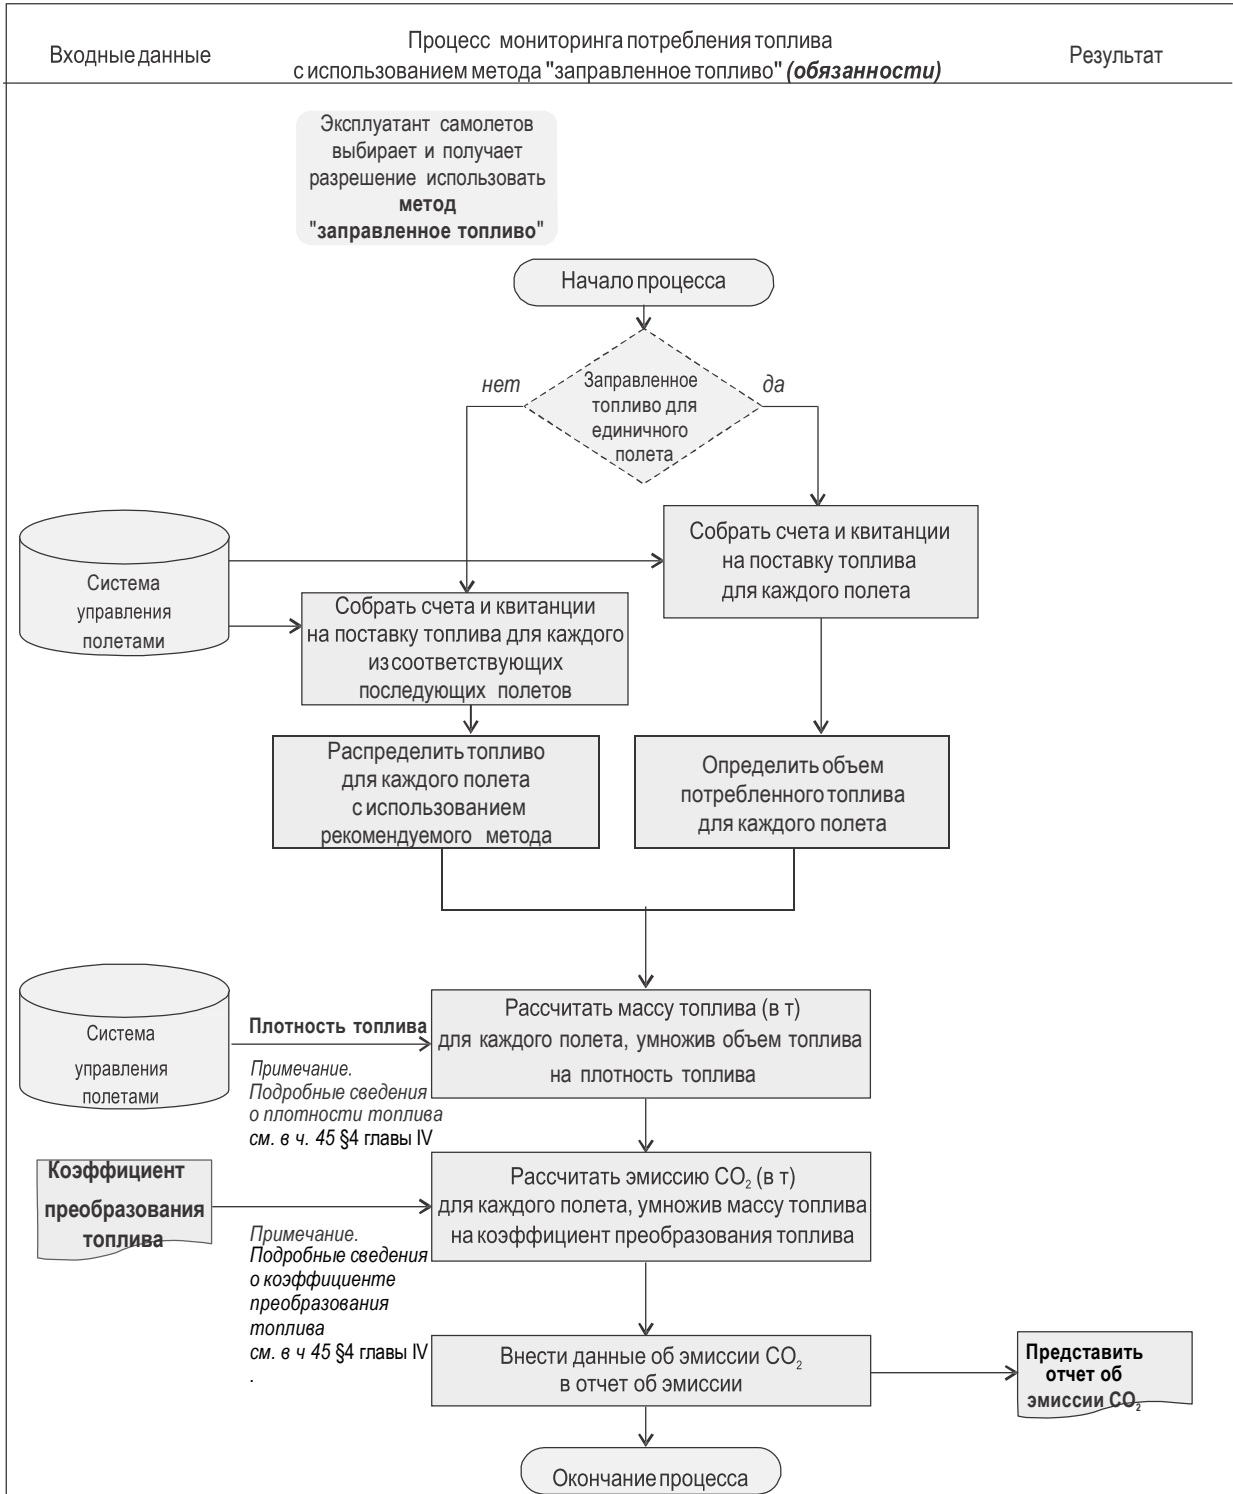 Входные данные
Процесс мониторинга потребления топлива
с использованием метода "заправленное топливо" (обязанности)
Результат
Эксплуатант самолетов
выбирает и получает
разрешение использовать
метод
"заправленное топливо"
Начало процесса
нет
Заправленное
топливо для
единичного
полета
да
Система
управления
полетами
Собрать счета и квитанции
на поставку топлива
для каждого полета
Собрать счета и квитанции
на поставку топлива для каждого
из соответствующих
последующих полетов
Распределить топливо
для каждого полета
с использованием
рекомендуемого метода
Определить объем
потребленного топлива
для каждого полета
Система
управления
полетами
Плотность топлива
Примечание.
Подробные сведения
о плотности топлива
см. в ч. 45 §4 главы IV
Рассчитать массу топлива (в т)
для каждого полета, умножив объем топлива
на плотность топлива
Коэффициент
преобразования
топлива
Примечание.
Подробные сведения
о коэффициенте
преобразования
топлива
см. в ч 45 §4 главы IV
.
Рассчитать эмиссию CO₂ (в т)
для каждого полета, умножив массу топлива
на коэффициент преобразования топлива
Внести данные об эмиссии CO₂
в отчет об эмиссии
Представить
отчет об
эмиссии CO₂
Окончание процесса